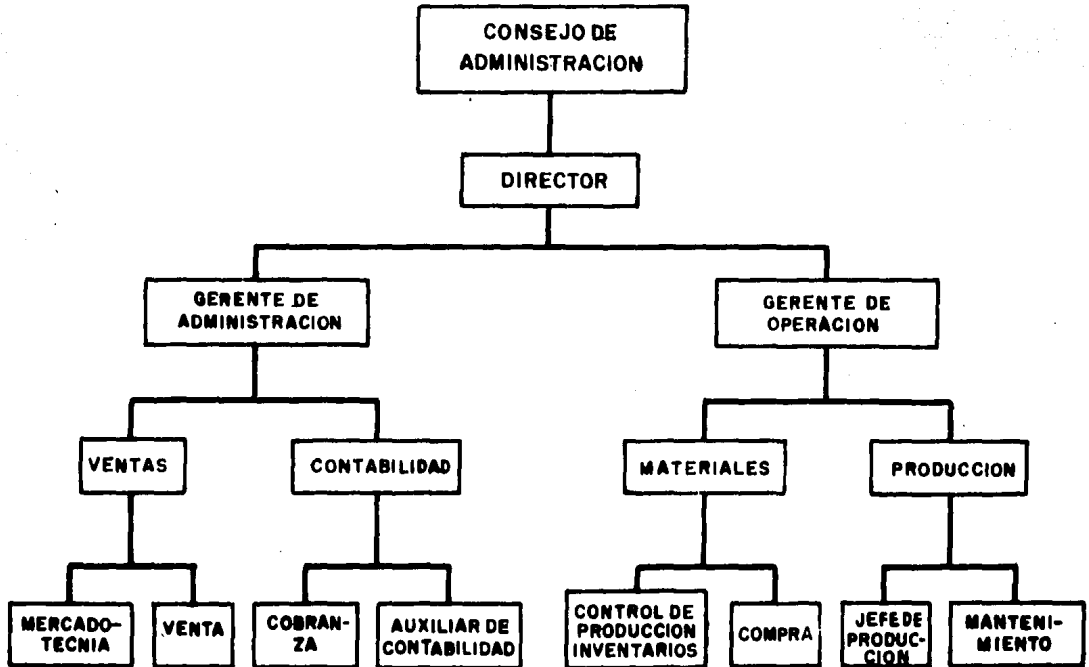 CONSEJO DE
ADMINISTRACION
DIRECTOR
GERENTE DE
ADMINISTRACION
GERENTE DE
OPERACION
VENTAS
CONTABILIDAD
MATERIALES
PRODUCCION
MERCADO-
TECNIA
VENTA
COBRAN-
ZA
AUXILIAR DE
CONTABILIDAD
CONTROL DE
PRODUCCION
INVENTARIOS
COMPRA
JEFE DE
PRODUC-
CION
MANTENI-
MIENTO